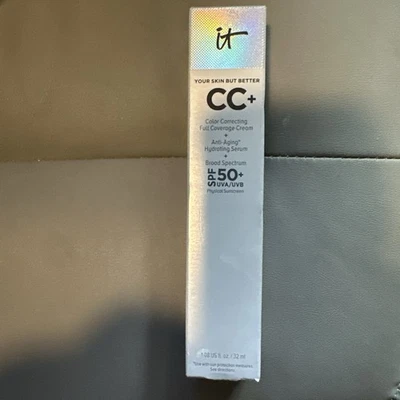 it
YOUR SKIN BUT BETTER
CC+
Color Correcting
Full Coverage Cream
+
Anti-Aging*
Hydrating Serum
+
Broad Spectrum
SPF 50+
UVA/UVB
Physical Sunscreen
1.08 US fl. oz. / 32 ml